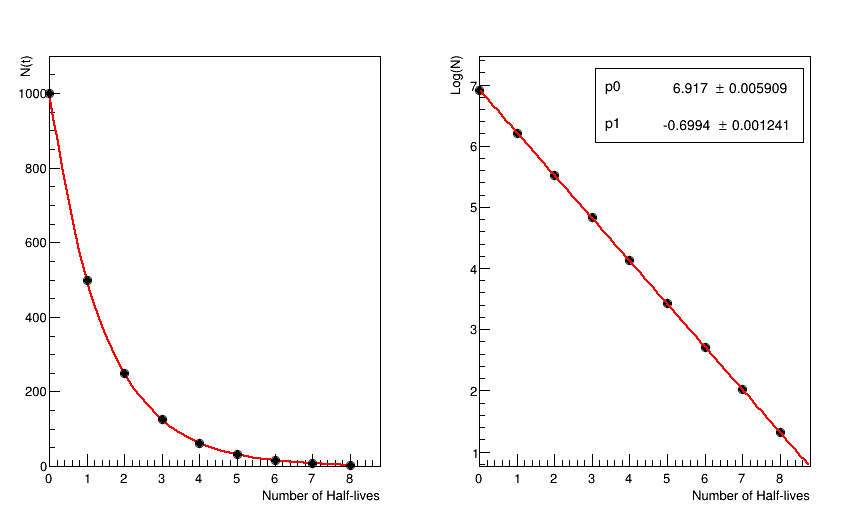 N(t)
1000
800
600
400
200
0
0 1 2 3 4 5 6 7 8
Number of Half-lives
Log(N)
7
6
5
4
3
2
1
p0 6.917 ± 0.005909
p1 -0.6994 ± 0.001241
0 1 2 3 4 5 6 7 8
Number of Half-lives